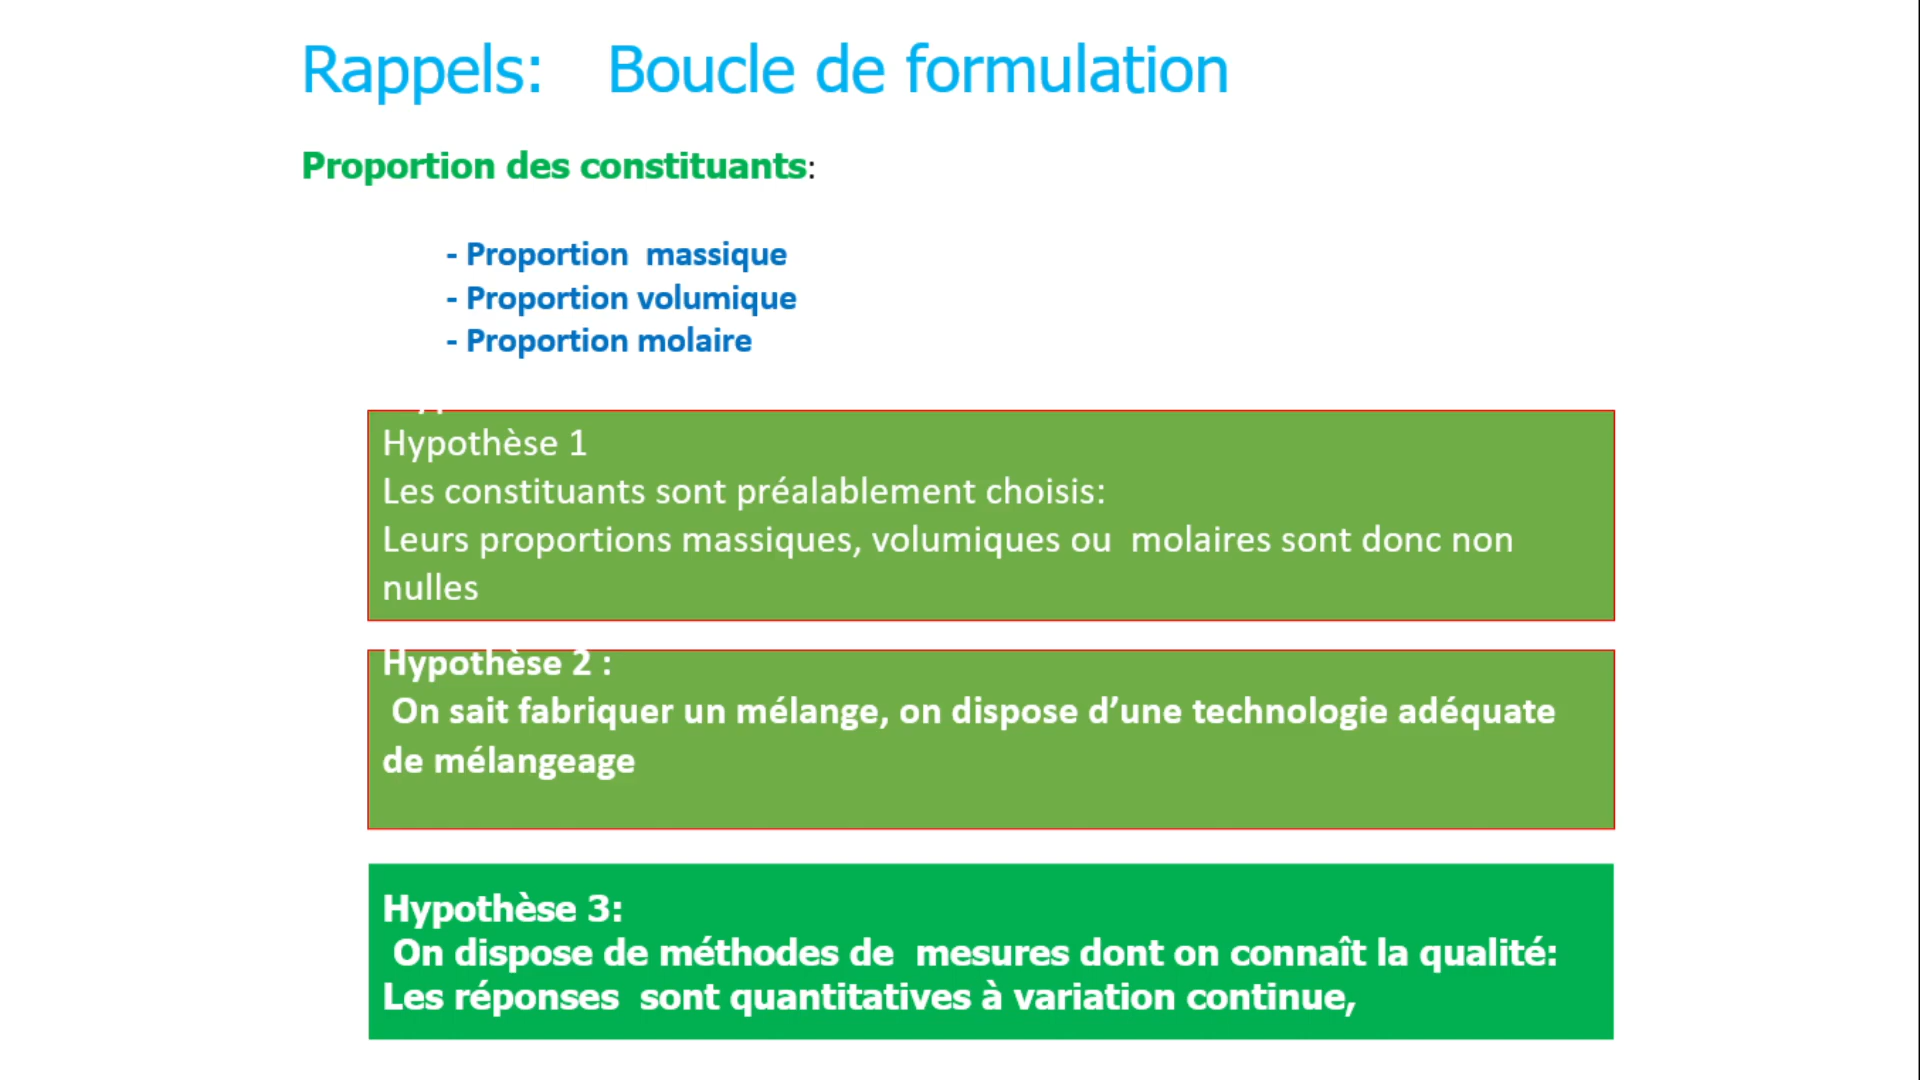 Rappels: Boucle de formulation
Proportion des constituants:
- Proportion massique
- Proportion volumique
- Proportion molaire
Hypothèse 1
Les constituants sont préalablement choisis:
Leurs proportions massiques, volumiques ou molaires sont donc non
nulles
Hypothèse 2 :
On sait fabriquer un mélange, on dispose d’une technologie adéquate
de mélangeage
Hypothèse 3:
On dispose de méthodes de mesures dont on connaît la qualité:
Les réponses sont quantitatives à variation continue,